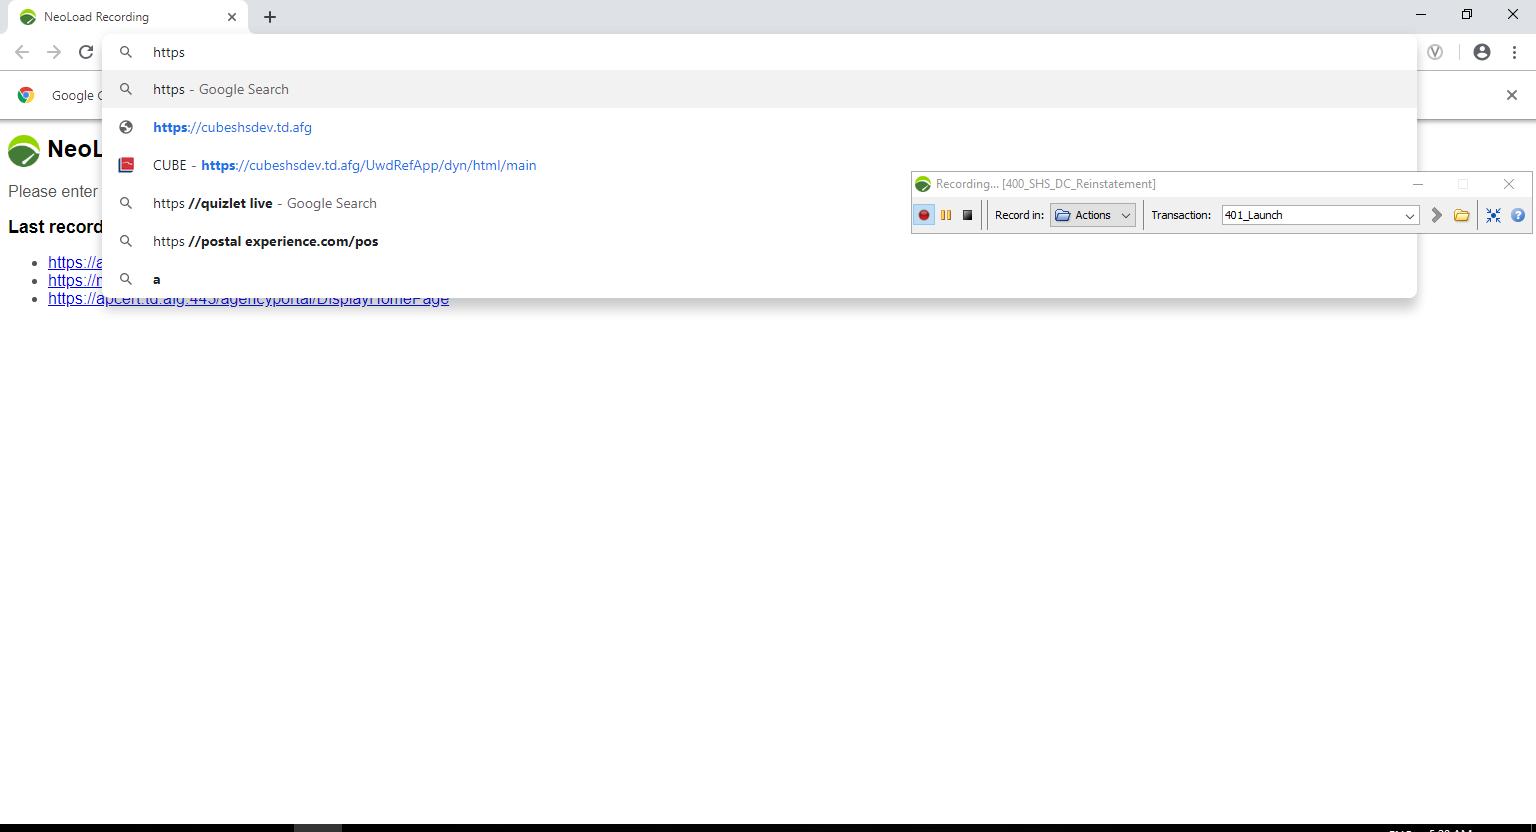 NeoLoad Recording
https
https - Google Search
https://cubeshsdev.td.afg
CUBE - https://cubeshsdev.td.afg/UwdRefApp/dyn/html/main
https //quizlet live - Google Search
https //postal experience.com/pos
a
Google
NeoL
Please enter
Last record
https://a
https://
https://apcert.td.afg:443/agencyportal/DisplayHomePage
Recording... [400_SHS_DC_Reinstatement]
Record in: Actions Transaction: 401_Launch